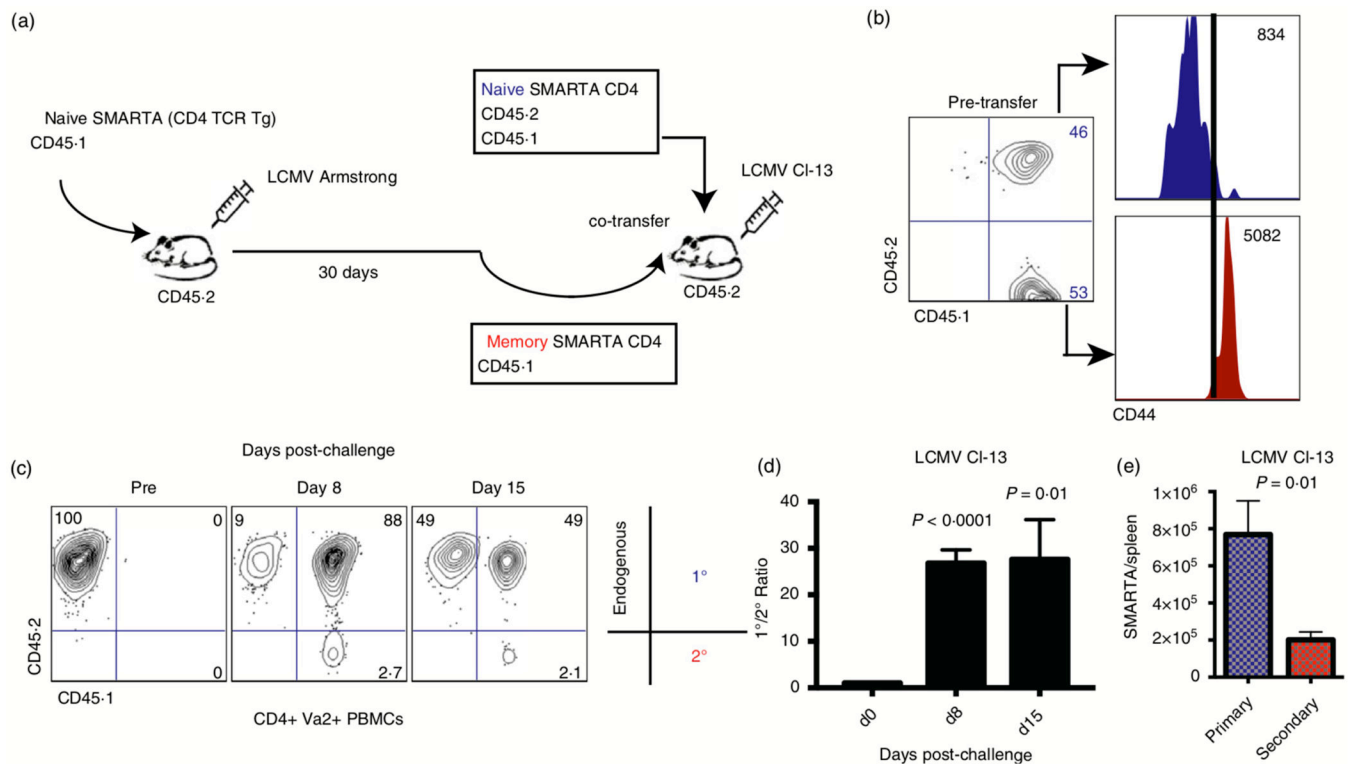 (a)
Naive SMARTA (CD4 TCR Tg)
CD45·1
LCMV Armstrong
CD45·2
30 days
Naive SMARTA CD4
CD45·2
CD45·1
co-transfer
LCMV Cl-13
CD45·2
Memory SMARTA CD4
CD45·1
(b)
Pre-transfer
46
53
CD45·2
CD45·1
834
5082
CD44
(c)
Days post-challenge
Pre
Day 8
Day 15
100
0
0
9
88
2·7
49
49
2·1
CD45·2
CD45·1
CD4+ Va2+ PBMCs
Endogenous
1°
2°
(d)
LCMV Cl-13
P < 0·0001
P = 0·01
1°/2° Ratio
40
30
20
10
0
d0
d8
d15
Days post-challenge
(e)
LCMV Cl-13
P = 0·01
SMARTA/spleen
1×10⁶
8×10⁵
6×10⁵
4×10⁵
2×10⁵
0
Primary
Secondary